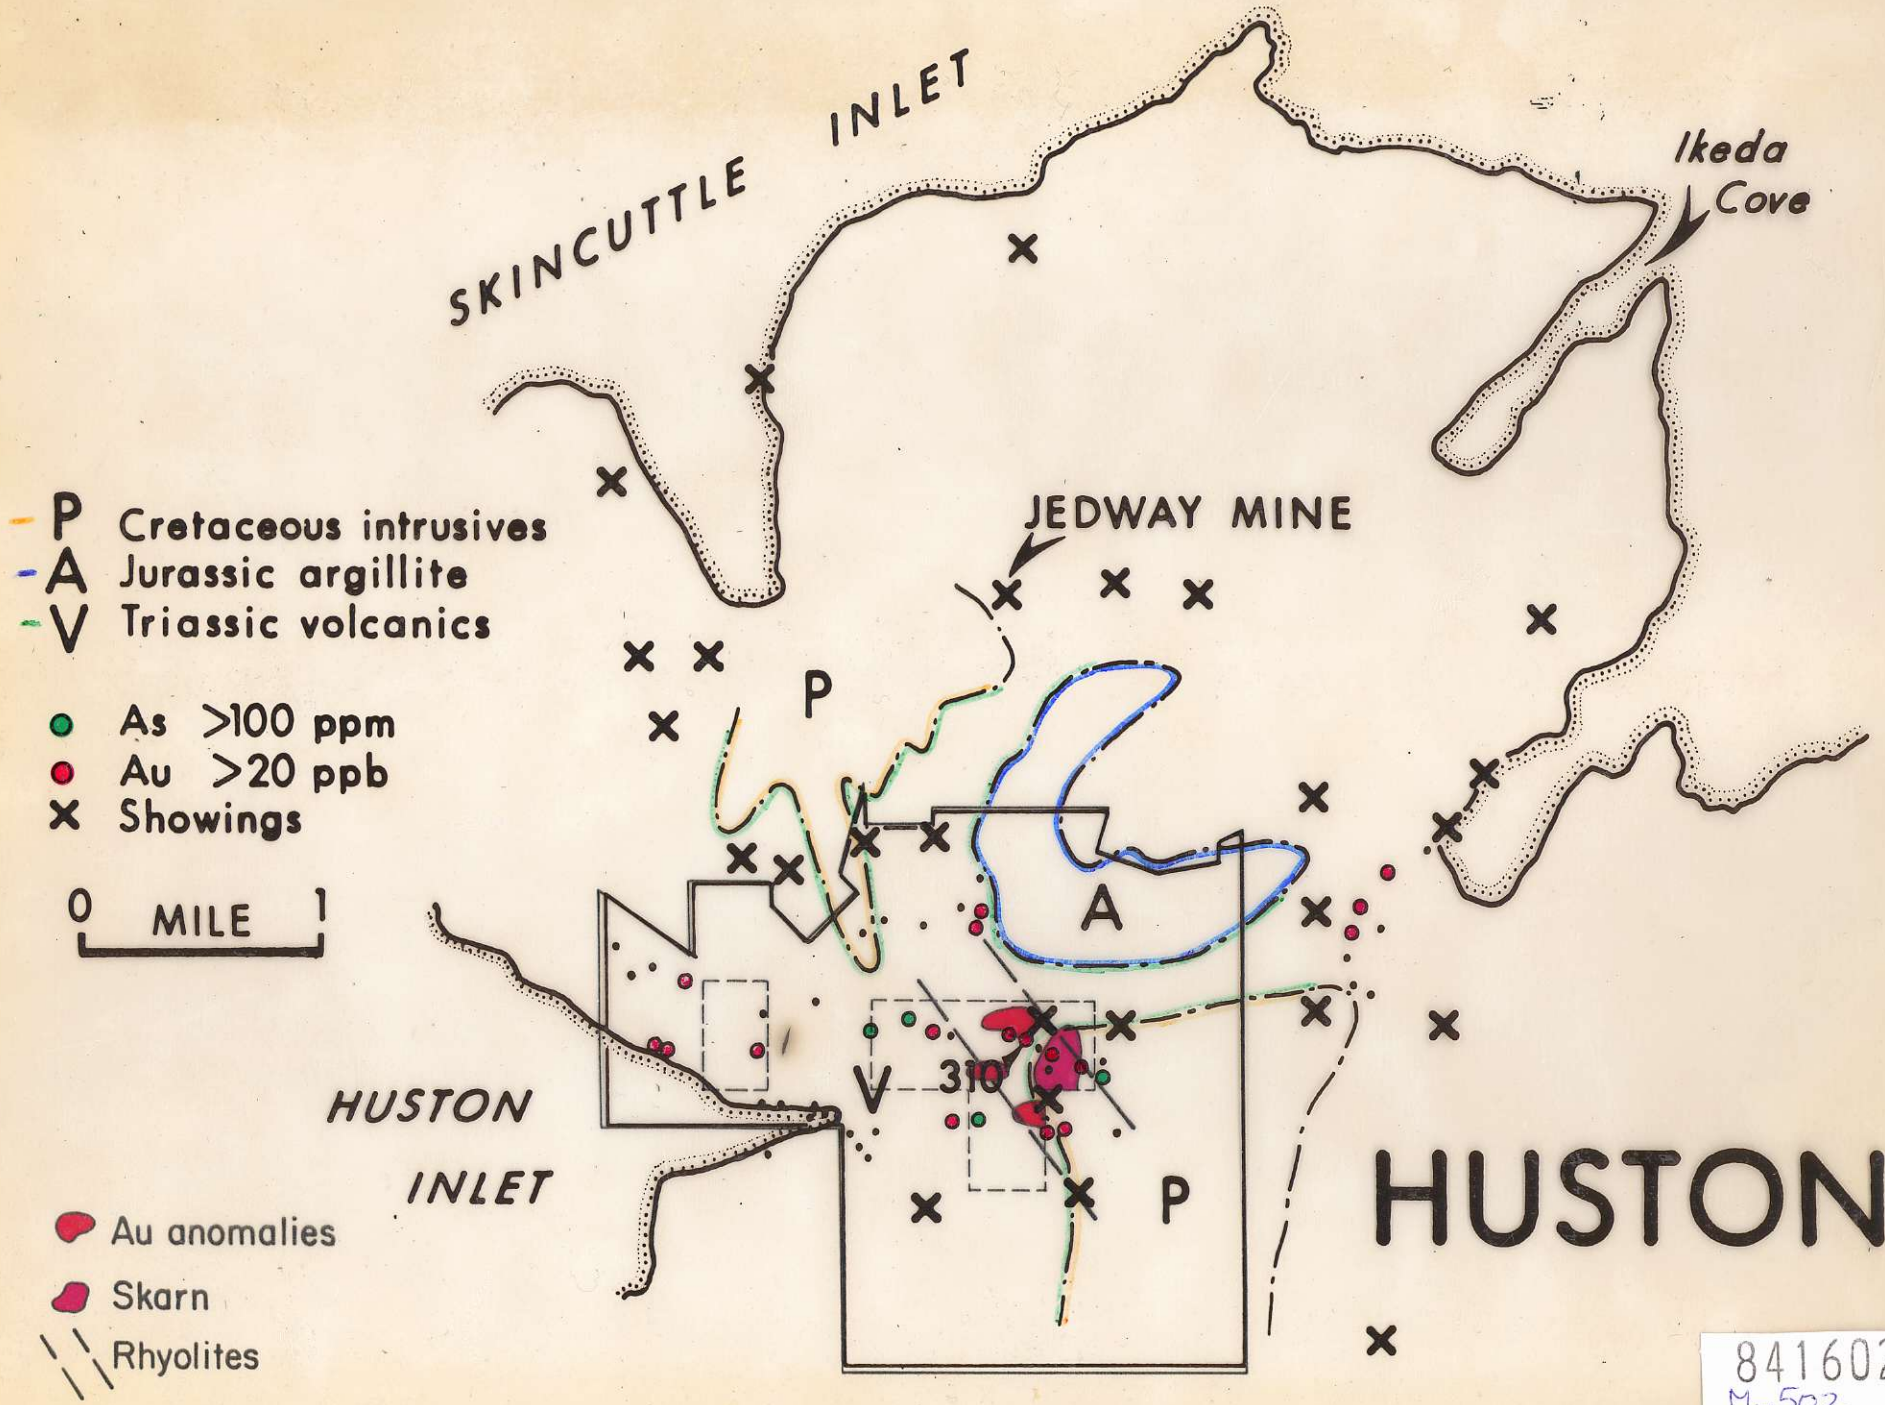 SKINCUTTLE INLET
Ikeda
Cove
JEDWAY MINE
P Cretaceous intrusives
A Jurassic argillite
V Triassic volcanics
P
As >100 ppm
Au >20 ppb
X Showings
0 MILE 1
A
V
310
HUSTON
INLET
P
HUSTON
Au anomalies
Skarn
Rhyolites
841602